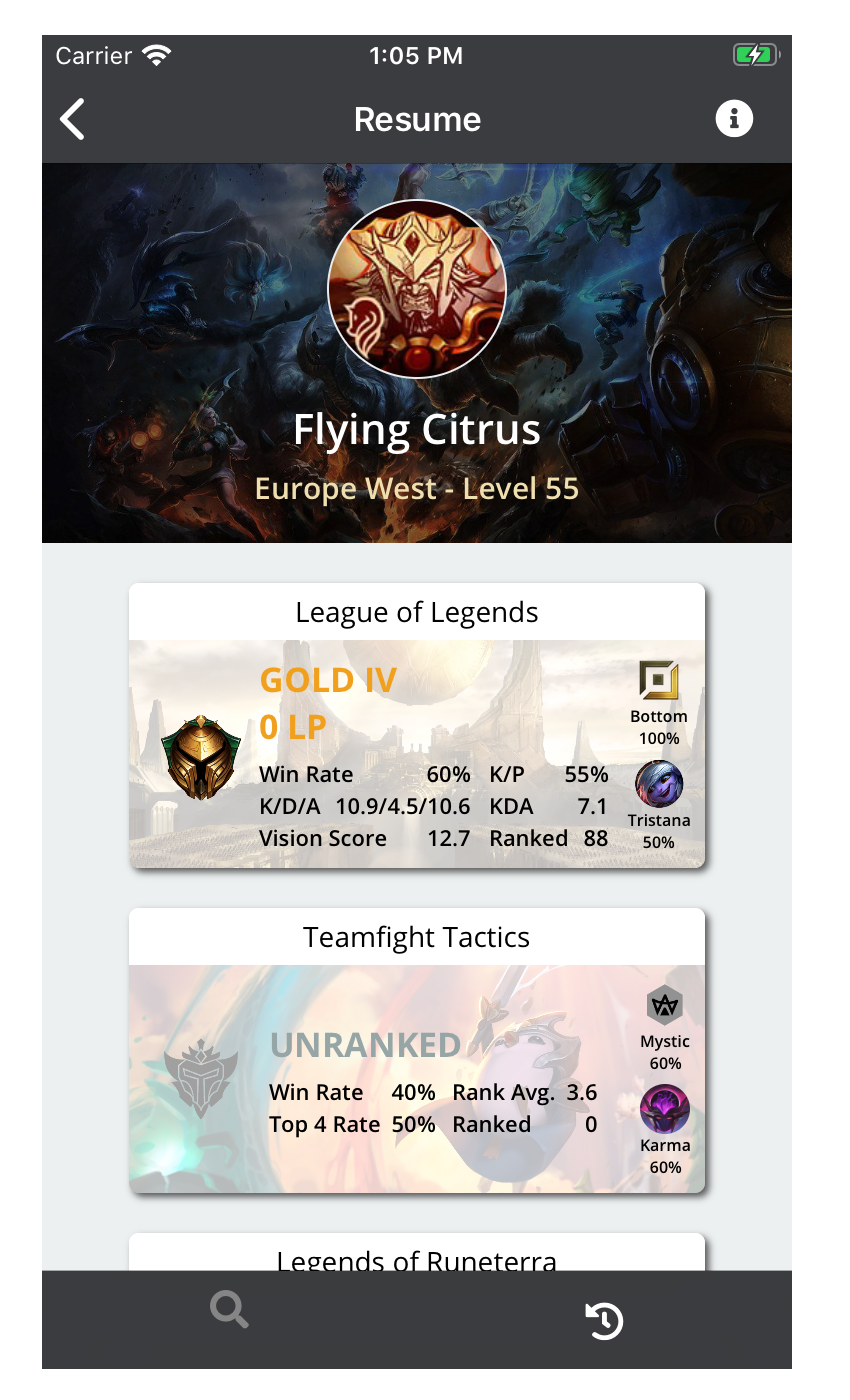 Carrier 1:05 PM
Resume
Flying Citrus
Europe West - Level 55
League of Legends
GOLD IV
0 LP
Win Rate 60% K/P 55%
K/D/A 10.9/4.5/10.6 KDA 7.1
Vision Score 12.7 Ranked 88
Bottom
100%
Tristana
50%
Teamfight Tactics
UNRANKED
Win Rate 40% Rank Avg. 3.6
Top 4 Rate 50% Ranked 0
Mystic
60%
Karma
60%
Legends of Runeterra